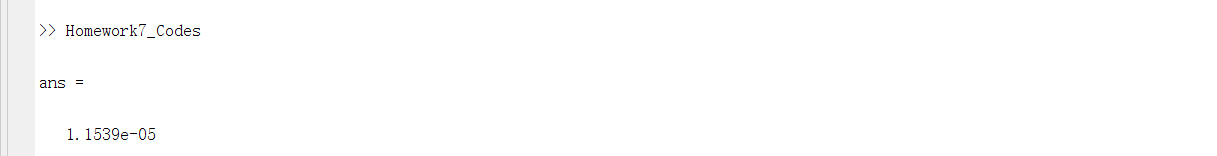 >> Homework7_Codes
ans =
1.1539e-05